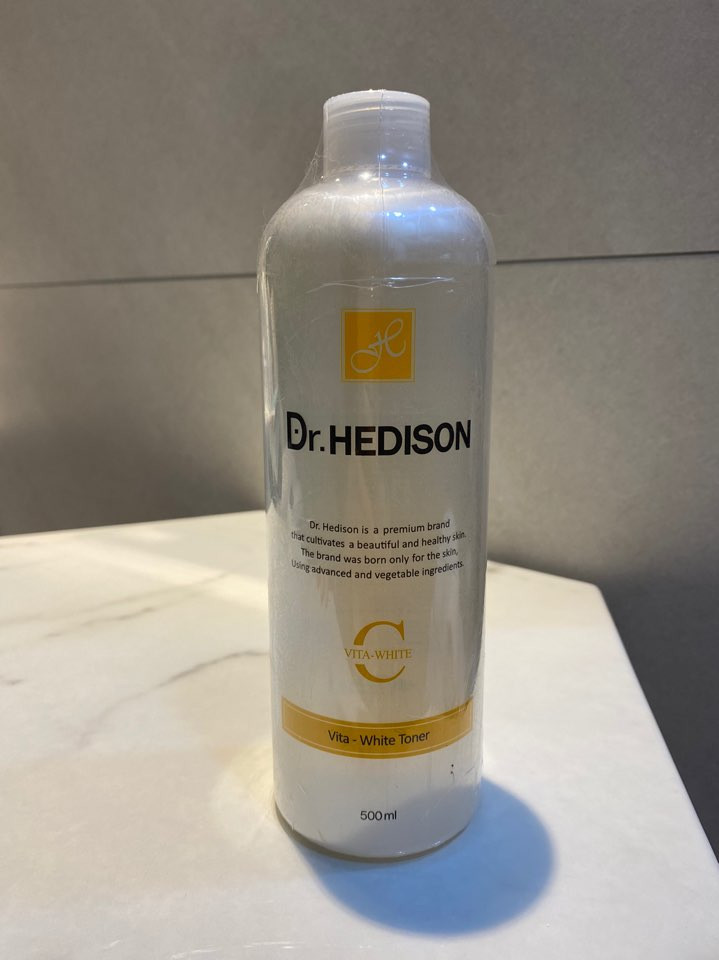 H
Dr.HEDISON
Dr. Hedison is a premium brand
that cultivates a beautiful and healthy skin.
The brand was born only for the skin,
Using advanced and vegetable ingredients.
C
VITA-WHITE
Vita - White Toner
500ml